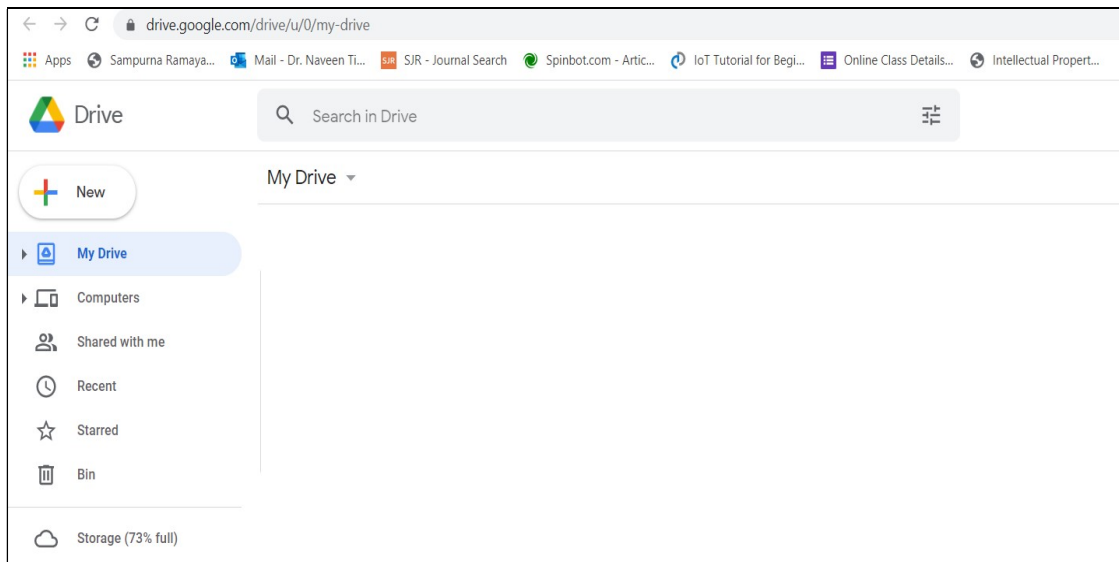 drive.google.com/drive/u/0/my-drive
Apps Sampurna Ramaya... Mail - Dr. Naveen Ti... SJR SJR - Journal Search Spinbot.com - Artic... IoT Tutorial for Begi... Online Class Details... Intellectual Propert...
Drive Search in Drive
New My Drive
My Drive
Computers
Shared with me
Recent
Starred
Bin
Storage (73% full)